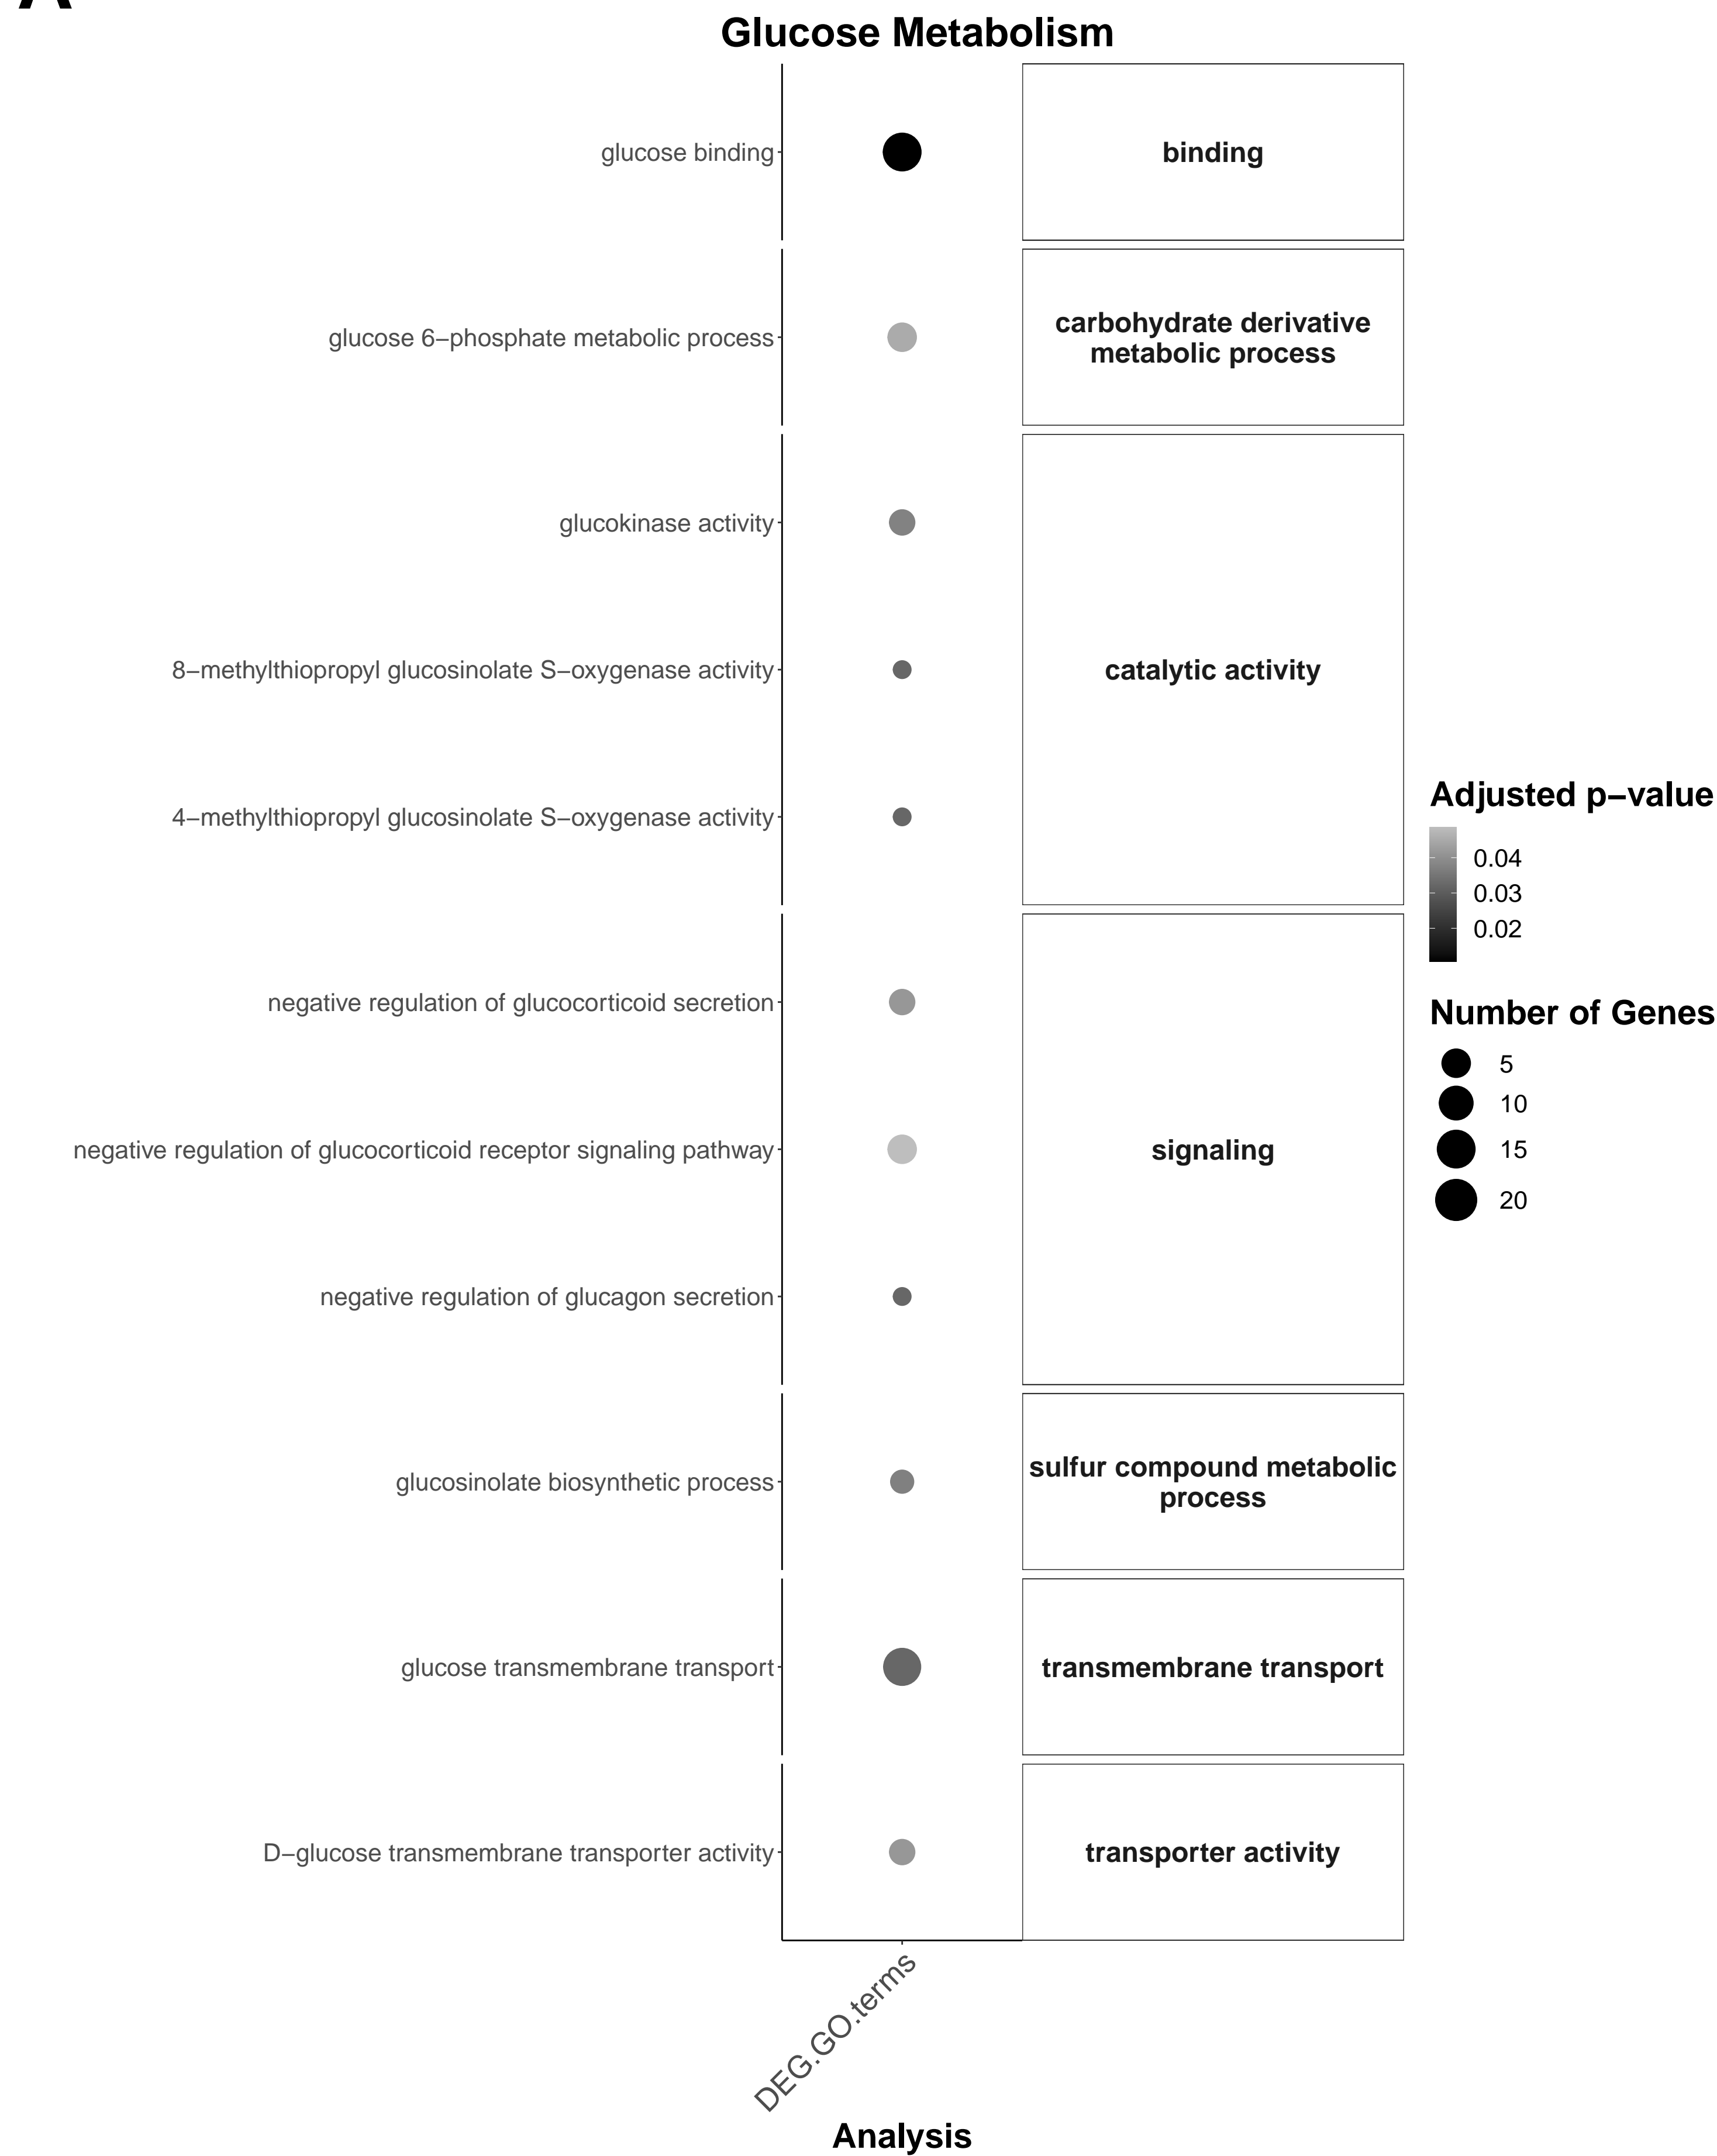 A
Glucose Metabolism
glucose binding
binding
glucose 6−phosphate metabolic process
carbohydrate derivative
metabolic process
glucokinase activity
8−methylthiopropyl glucosinolate S−oxygenase activity
catalytic activity
4−methylthiopropyl glucosinolate S−oxygenase activity
negative regulation of glucocorticoid secretion
negative regulation of glucocorticoid receptor signaling pathway
signaling
negative regulation of glucagon secretion
glucosinolate biosynthetic process
sulfur compound metabolic
process
glucose transmembrane transport
transmembrane transport
D−glucose transmembrane transporter activity
transporter activity
DEG.GO.terms
Analysis
Adjusted p−value
0.04
0.03
0.02
Number of Genes
5
10
15
20